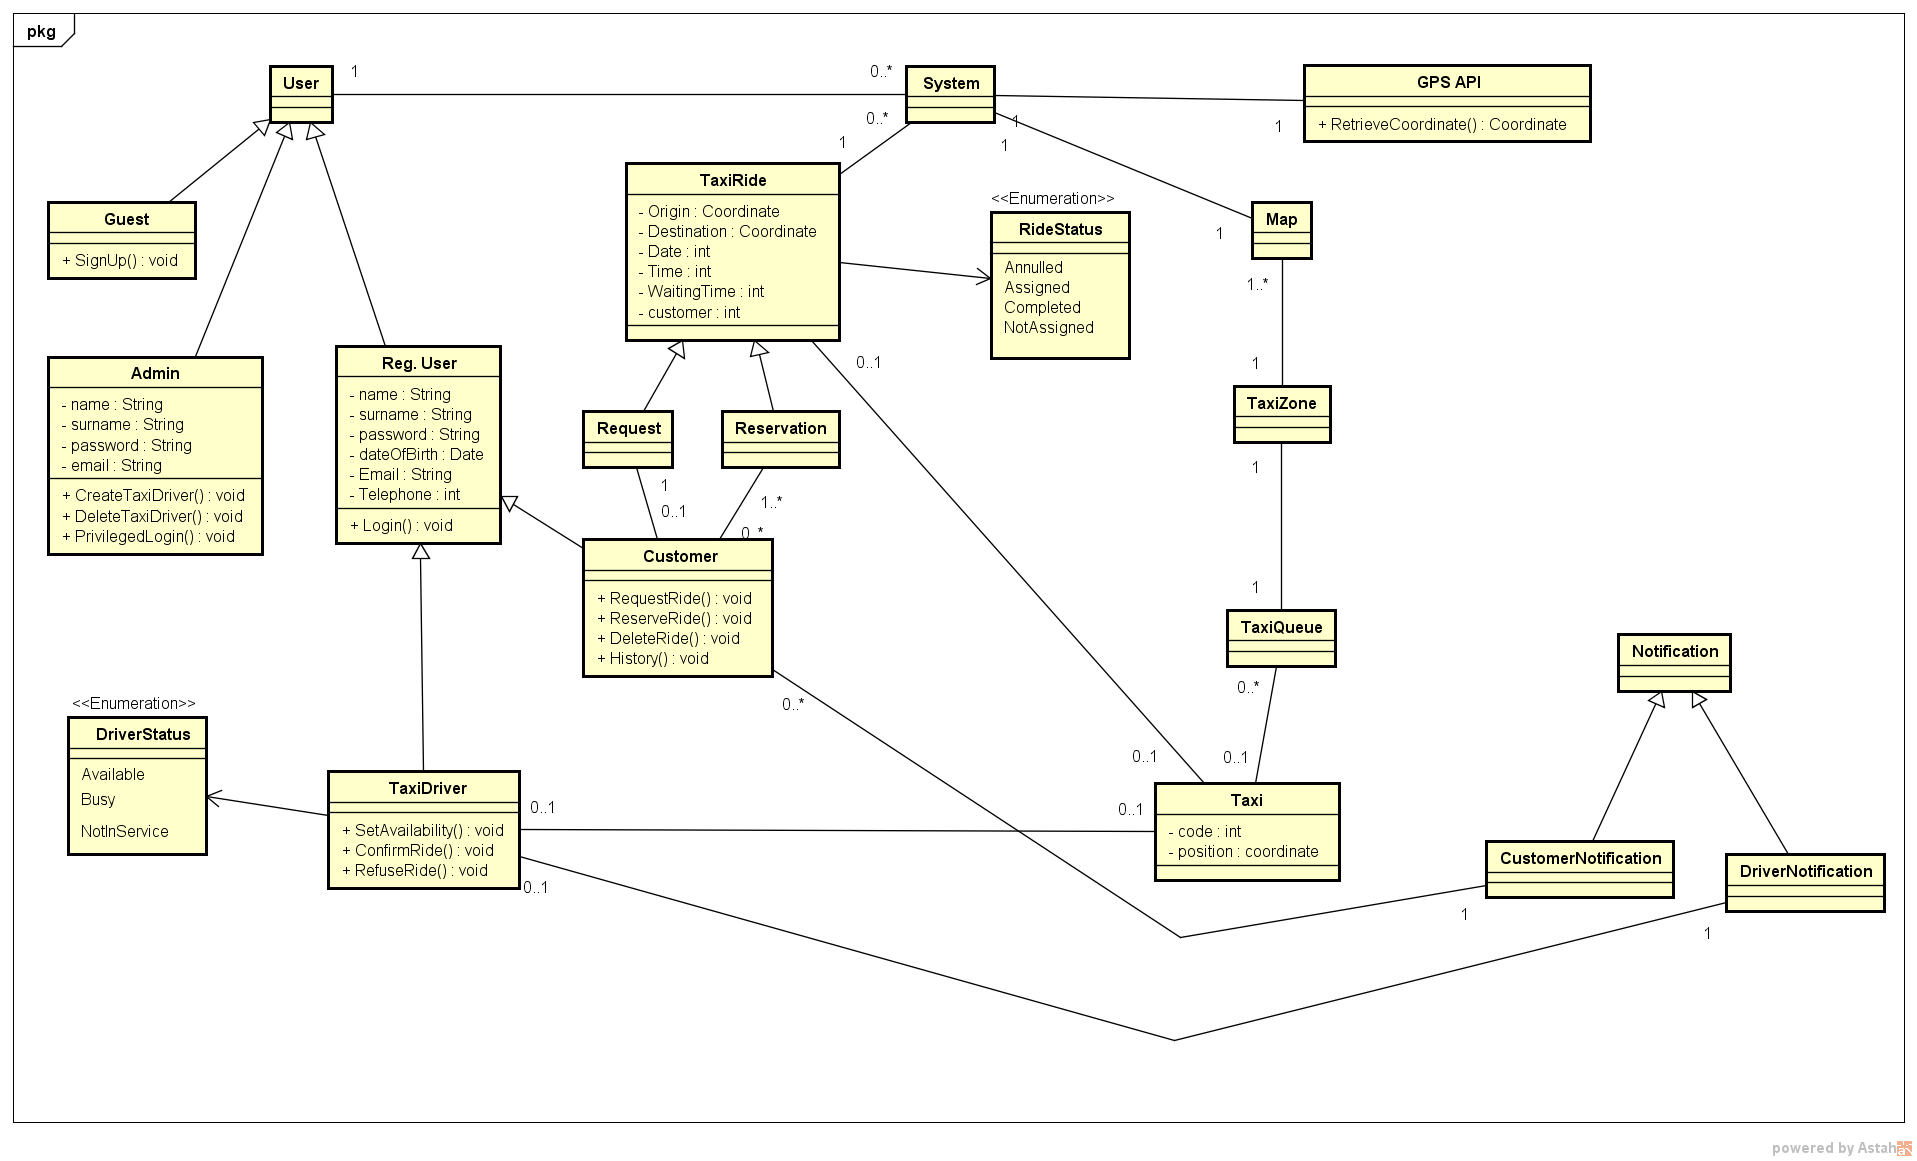 pkg
User
1
0..*
System
GPS API
+ RetrieveCoordinate() : Coordinate
1
1
0..*
1
1
Guest
+ SignUp() : void
TaxiRide
- Origin : Coordinate
- Destination : Coordinate
- Date : int
- Time : int
- WaitingTime : int
- customer : int
<<Enumeration>>
RideStatus
Annulled
Assigned
Completed
NotAssigned
Map
1
1..*
1
TaxiZone
1
1
Admin
- name : String
- surname : String
- password : String
- email : String
+ CreateTaxiDriver() : void
+ DeleteTaxiDriver() : void
+ PrivilegedLogin() : void
Reg. User
- name : String
- surname : String
- password : String
- dateOfBirth : Date
- Email : String
- Telephone : int
+ Login() : void
0..1
Request
Reservation
1
0..1
1..*
0..*
Customer
+ RequestRide() : void
+ ReserveRide() : void
+ DeleteRide() : void
+ History() : void
0..*
TaxiQueue
0..*
0..1
0..1
Notification
<<Enumeration>>
DriverStatus
Available
Busy
NotInService
TaxiDriver
+ SetAvailability() : void
+ ConfirmRide() : void
+ RefuseRide() : void
0..1
0..1
0..1
Taxi
- code : int
- position : coordinate
CustomerNotification
1
DriverNotification
1
powered by Astah